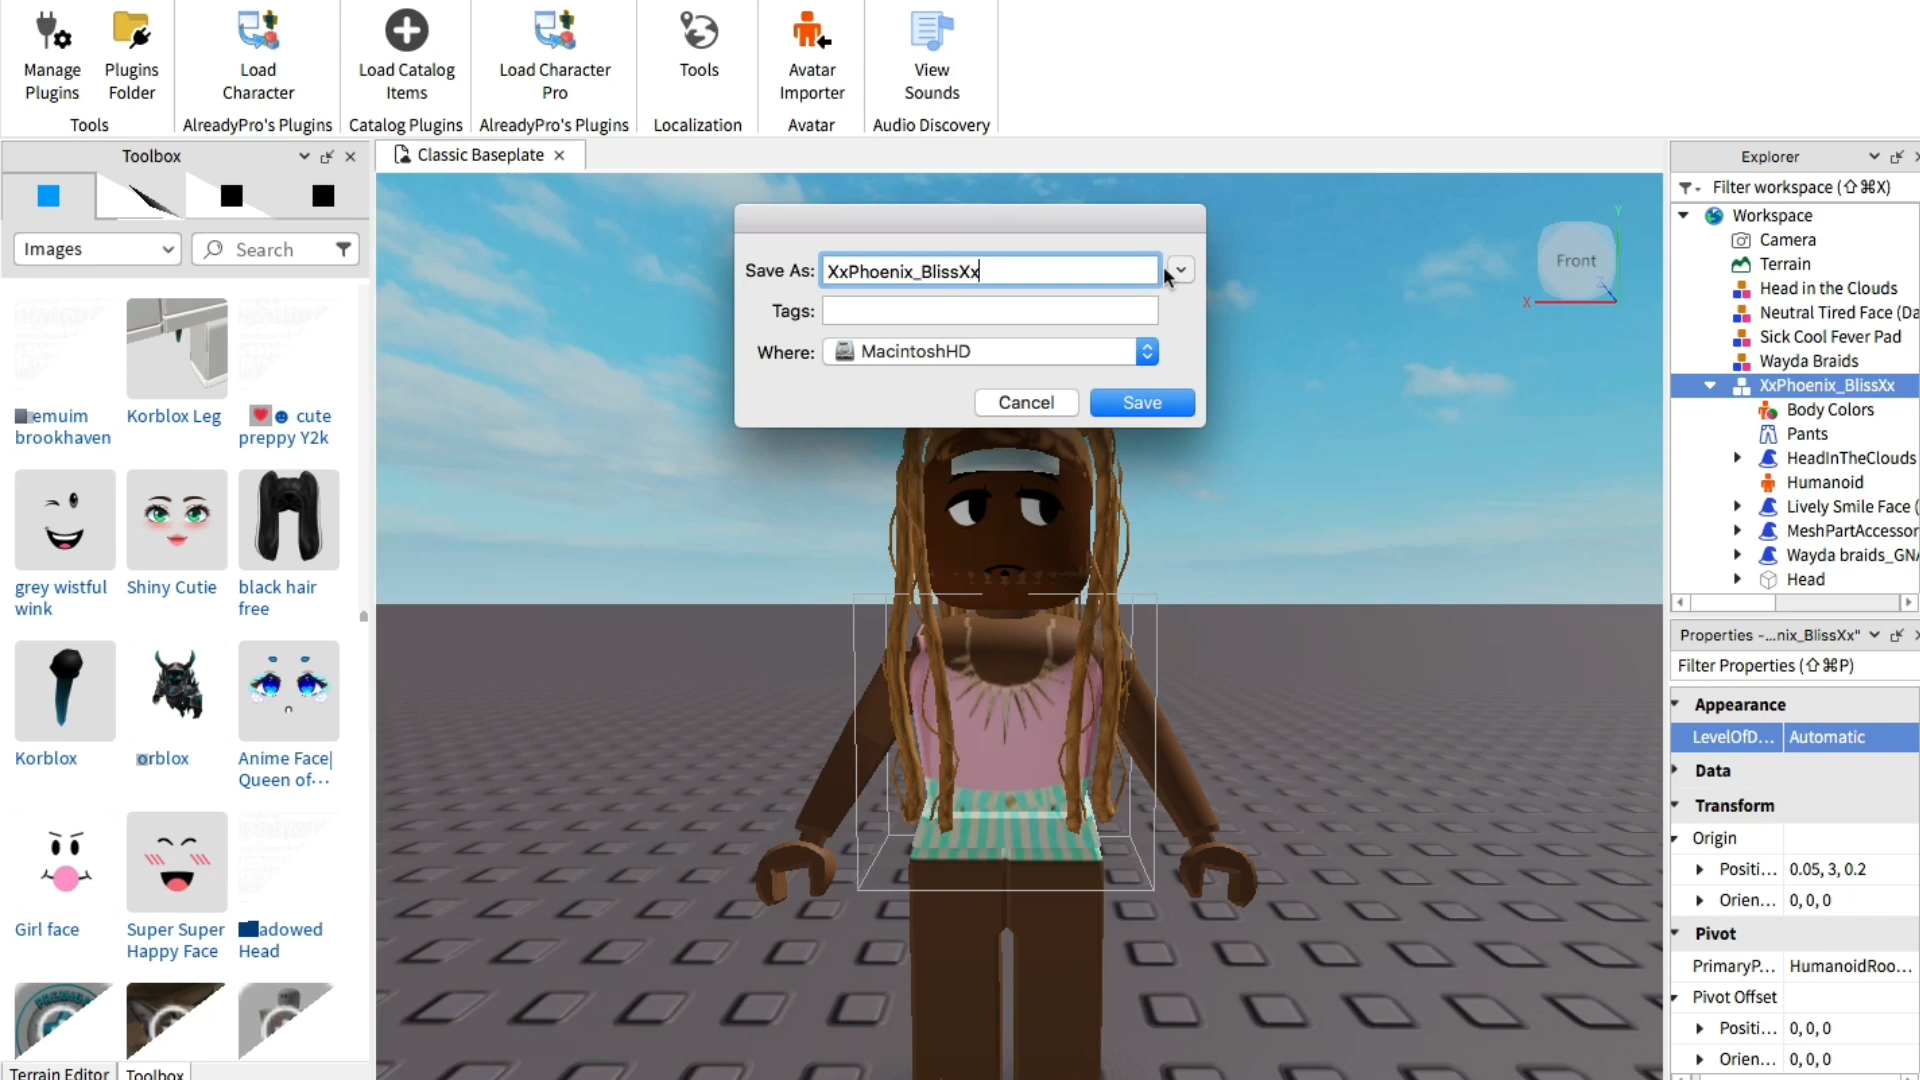 Manage
Plugins
Plugins
Folder
Load
Character
Load Catalog
Items
Load Character
Pro
Tools
Avatar
Importer
View
Sounds
Tools
AlreadyPro's Plugins
Catalog Plugins
AlreadyPro's Plugins
Localization
Avatar
Audio Discovery
Toolbox
Classic Baseplate
Explorer
Images
Search
Filter workspace (⇧⌘X)
Workspace
Camera
Terrain
Head in the Clouds
Neutral Tired Face (Da
Sick Cool Fever Pad
Wayda Braids
XxPhoenix_BlissXx
Body Colors
Pants
HeadInTheClouds
Humanoid
Lively Smile Face (
MeshPartAccessor
Wayda braids_GN
Head
Save As: XxPhoenix_BlissXx
Tags:
Where: MacintoshHD
Cancel
Save
Front
Y
X
Z
emuim
brookhaven
Korblox Leg
cute
preppy Y2k
grey wistful
wink
Shiny Cutie
black hair
free
Korblox
orblox
Anime Face|
Queen of...
Girl face
Super Super
Happy Face
adowed
Head
PREMIUM
Terrain Editor
Toolbox
Properties -...nix_BlissXx"
Filter Properties (⇧⌘P)
Appearance
LevelOfD... Automatic
Data
Transform
Origin
Positi... 0.05, 3, 0.2
Orien... 0, 0, 0
Pivot
PrimaryP... HumanoidRoo...
Pivot Offset
Positi... 0, 0, 0
Orien... 0, 0, 0